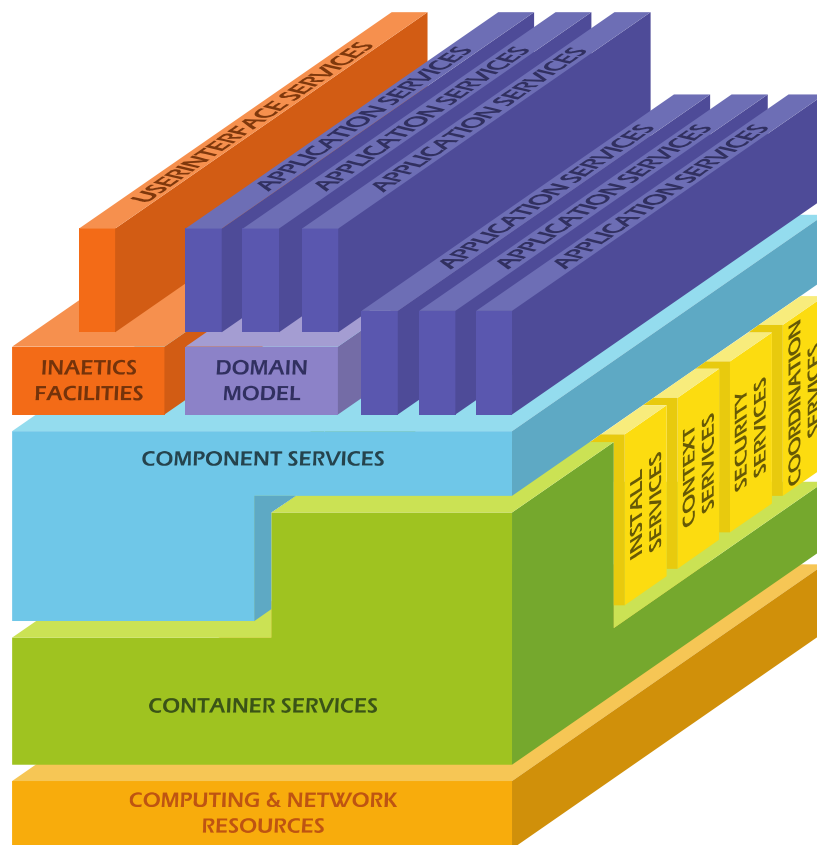 USERINTERFACE SERVICES
APPLICATION SERVICES
APPLICATION SERVICES
APPLICATION SERVICES
APPLICATION SERVICES
APPLICATION SERVICES
APPLICATION SERVICES
INAETICS
FACILITIES
DOMAIN
MODEL
COMPONENT SERVICES
INSTALL
SERVICES
CONTEXT
SERVICES
SECURITY
SERVICES
COORDINATION
SERVICES
CONTAINER SERVICES
COMPUTING & NETWORK
RESOURCES